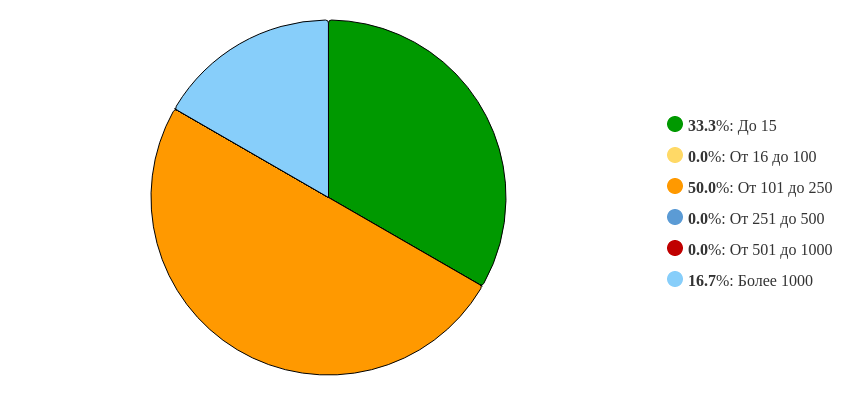 33.3%: До 15
0.0%: От 16 до 100
50.0%: От 101 до 250
0.0%: От 251 до 500
0.0%: От 501 до 1000
16.7%: Более 1000